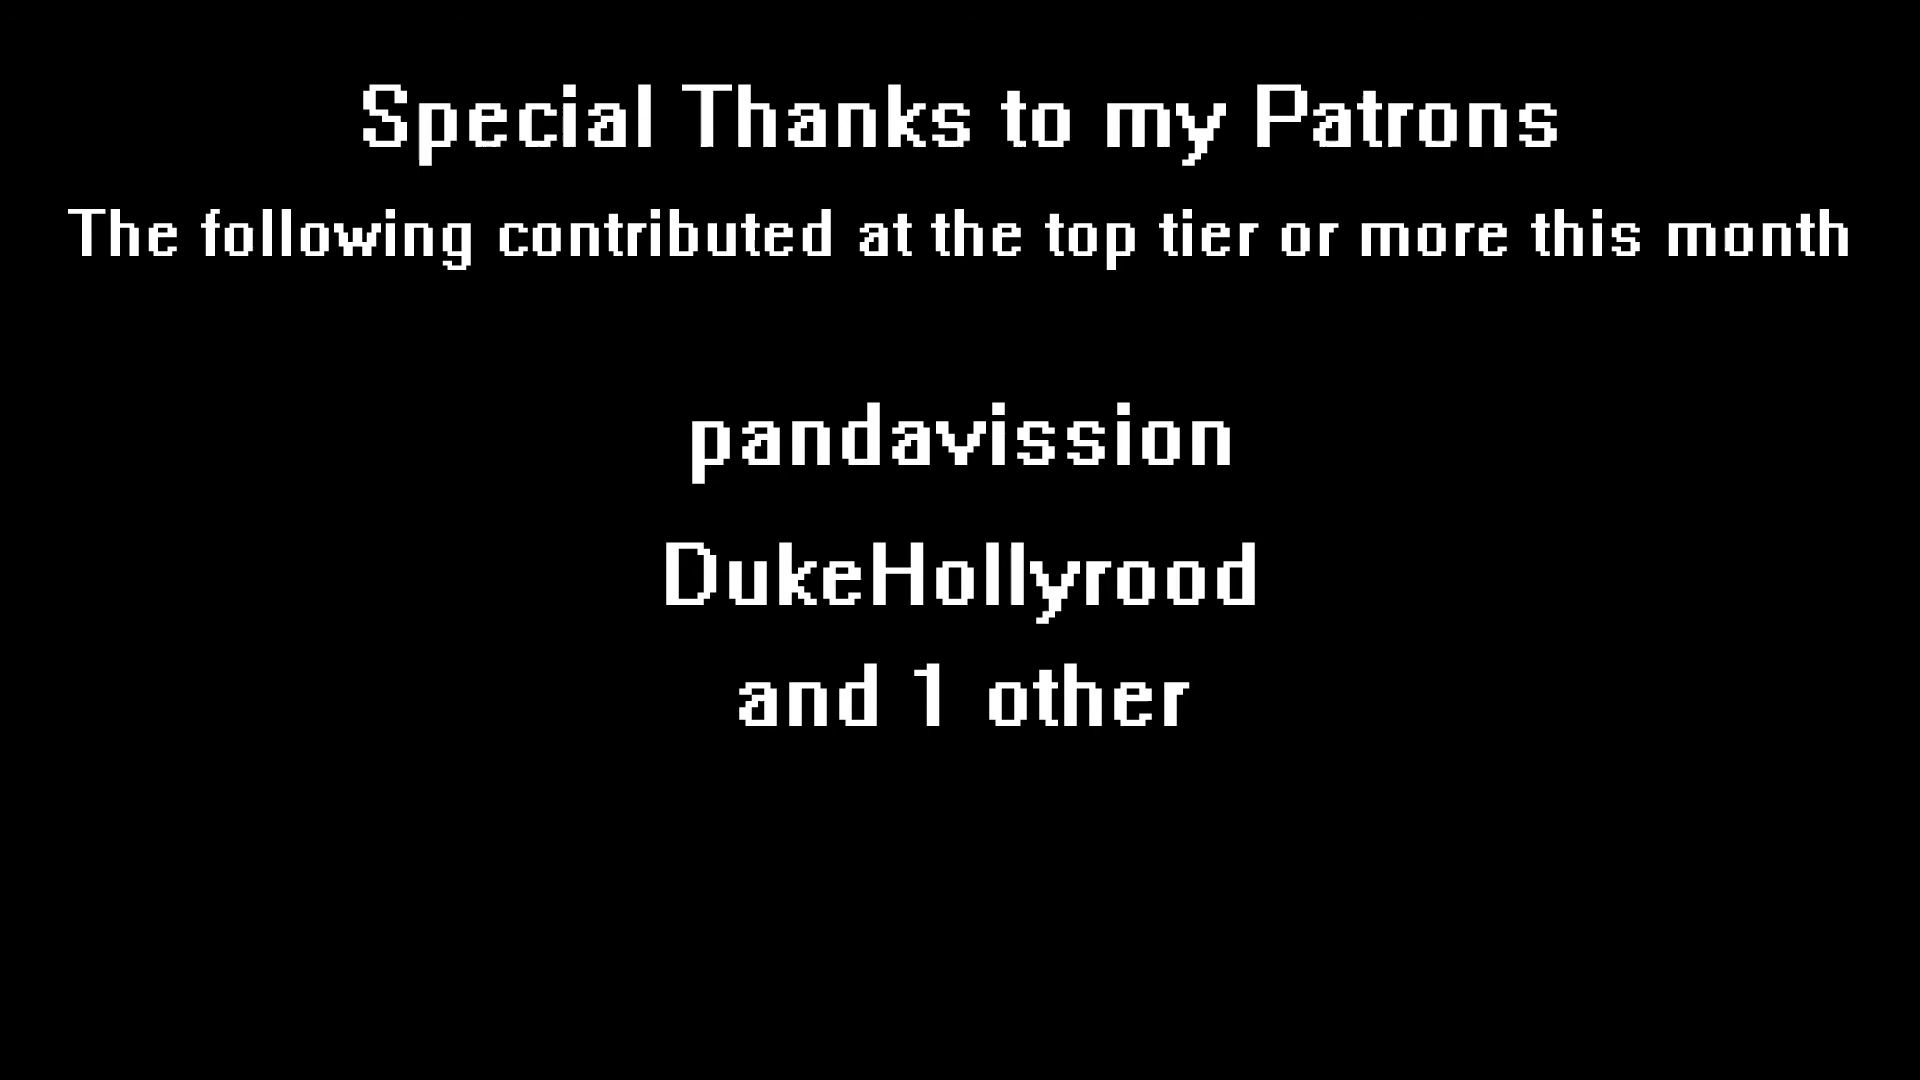 Special Thanks to my Patrons
The following contributed at the top tier or more this month
pandavission
DukeHollyrood
and 1 other